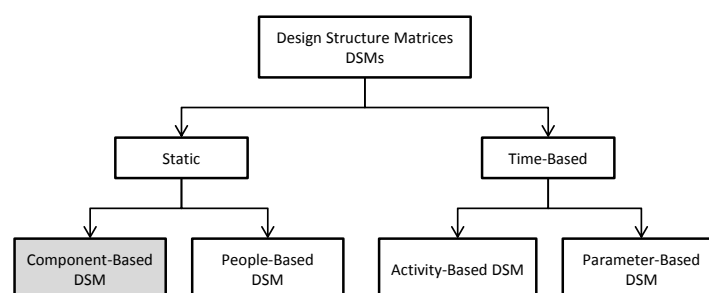 Design Structure Matrices
DSMs
Static
Time-Based
Component-Based
DSM
People-Based
DSM
Activity-Based DSM
Parameter-Based
DSM